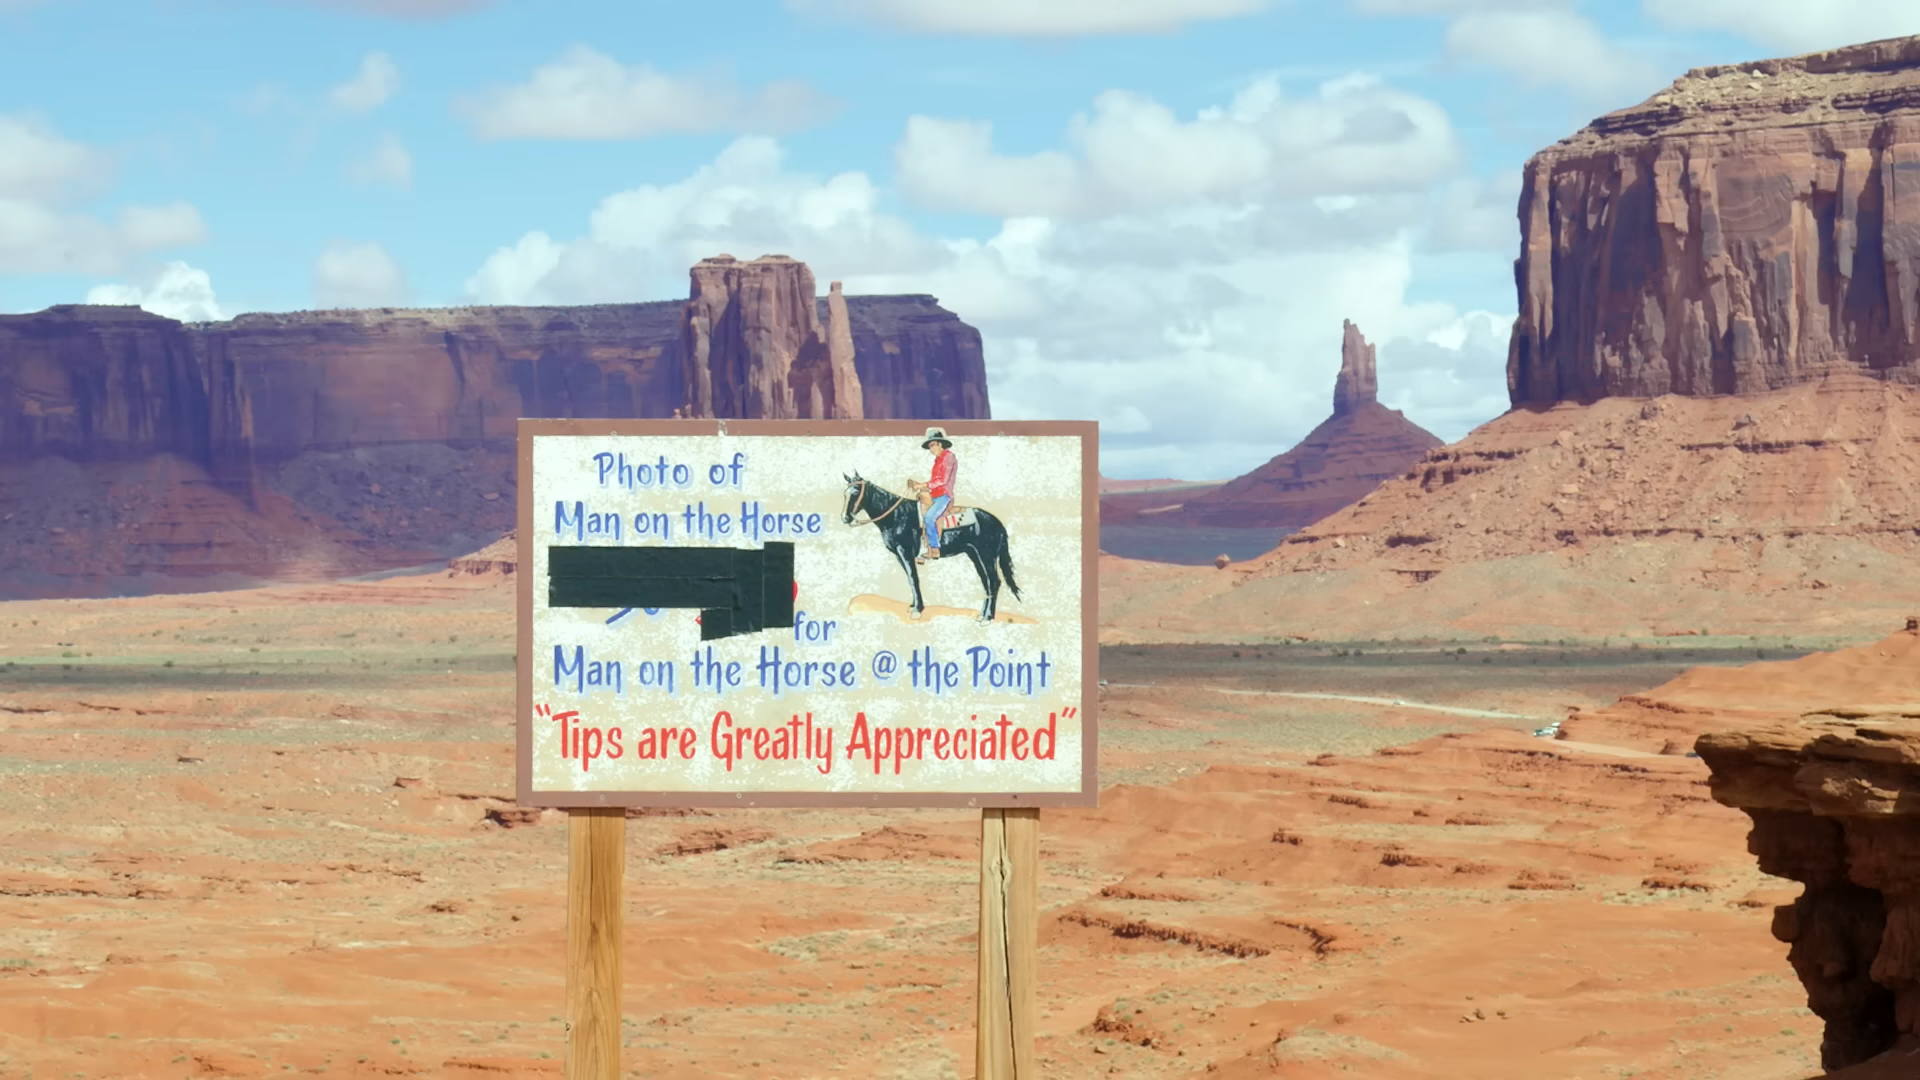 Photo of
Man on the Horse
for
Man on the Horse @ the Point
"Tips are Greatly Appreciated"